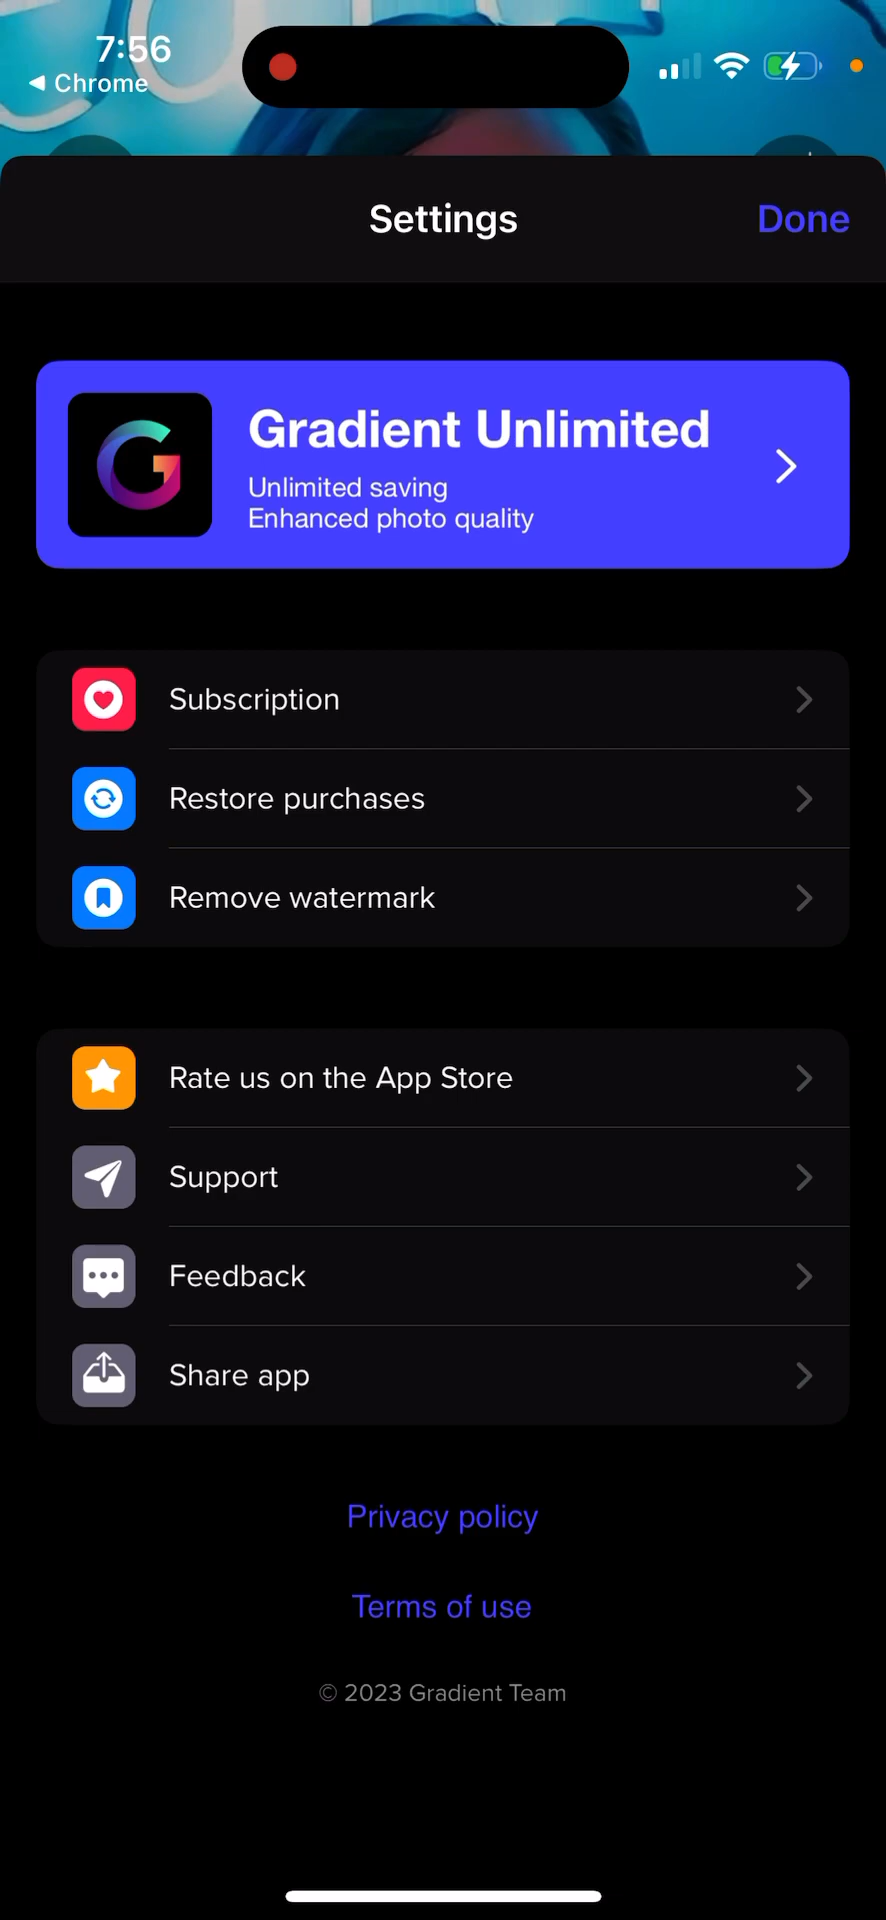 7:56
Chrome
Settings
Done
Gradient Unlimited
Unlimited saving
Enhanced photo quality
Subscription
Restore purchases
Remove watermark
Rate us on the App Store
Support
Feedback
Share app
Privacy policy
Terms of use
© 2023 Gradient Team